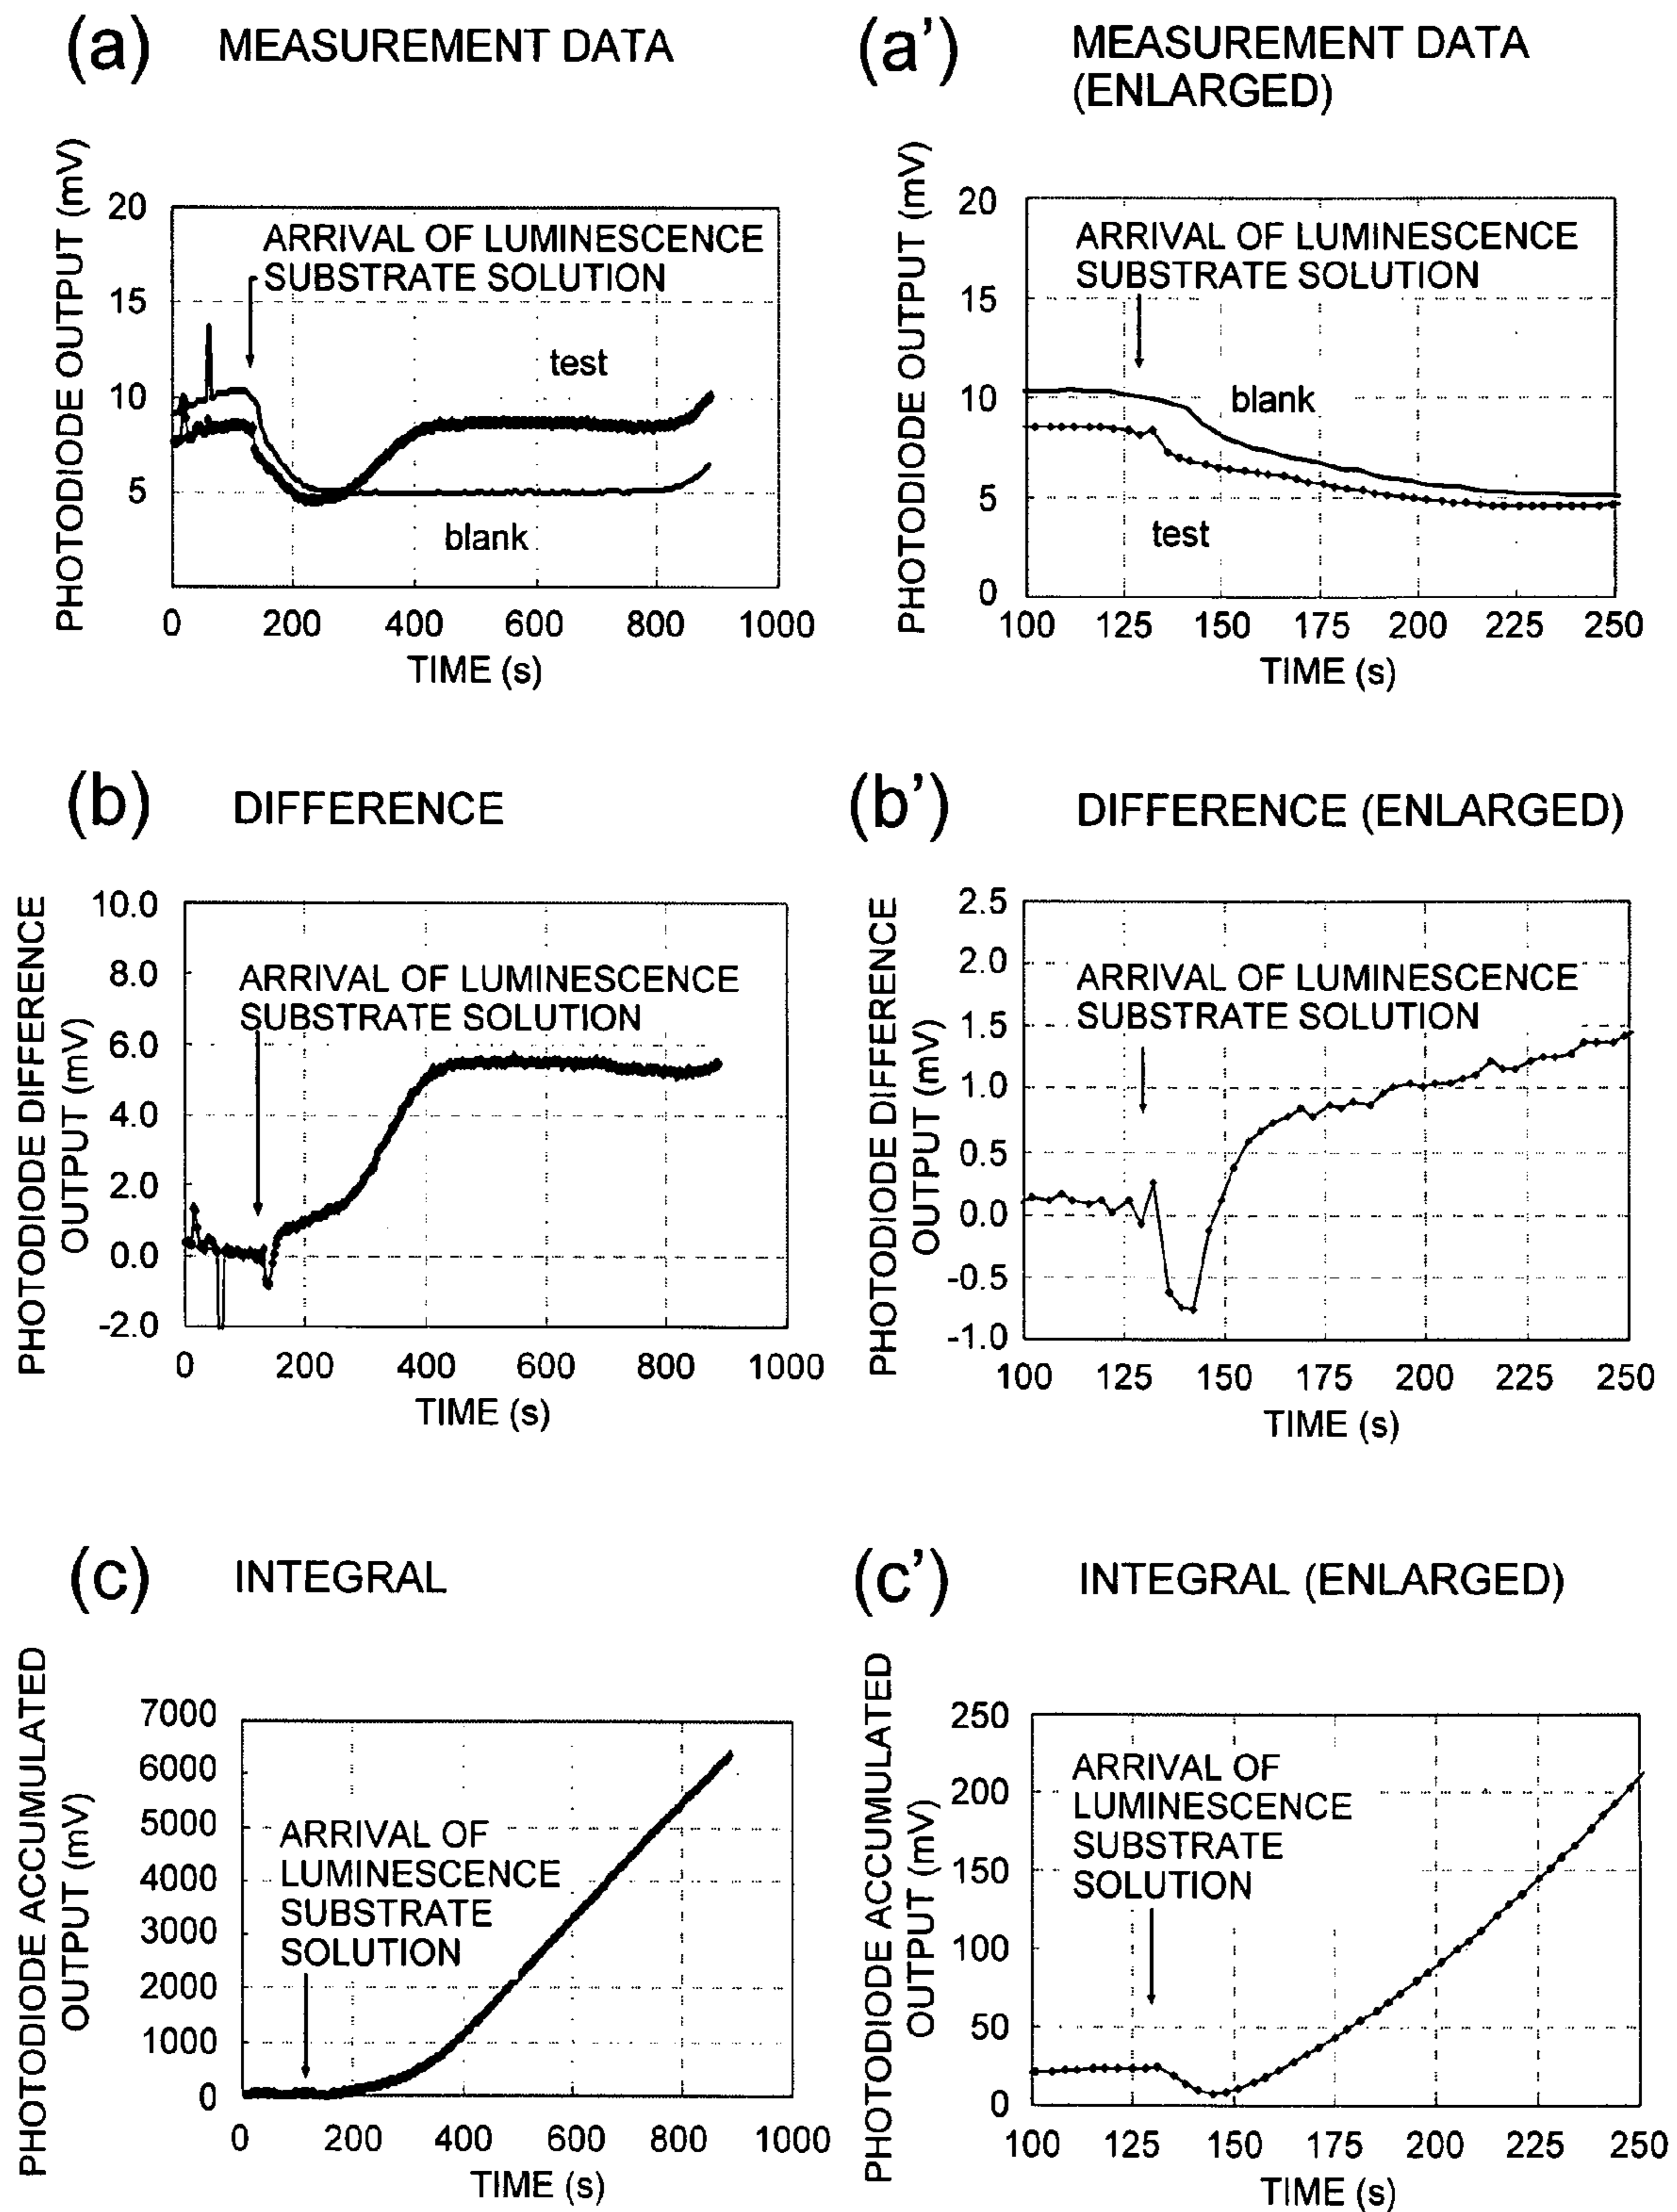 (a) MEASUREMENT DATA
PHOTODIODE OUTPUT (mV)
20
15
10
5
ARRIVAL OF LUMINESCENCE
SUBSTRATE SOLUTION
test
blank
0 200 400 600 800 1000
TIME (s)
(a') MEASUREMENT DATA
(ENLARGED)
PHOTODIODE OUTPUT (mV)
20
15
10
5
0
ARRIVAL OF LUMINESCENCE
SUBSTRATE SOLUTION
blank
test
100 125 150 175 200 225 250
TIME (s)
(b) DIFFERENCE
PHOTODIODE DIFFERENCE
OUTPUT (mV)
10.0
8.0
6.0
4.0
2.0
0.0
-2.0
ARRIVAL OF LUMINESCENCE
SUBSTRATE SOLUTION
0 200 400 600 800 1000
TIME (s)
(b') DIFFERENCE (ENLARGED)
PHOTODIODE DIFFERENCE
OUTPUT (mV)
2.5
2.0
1.5
1.0
0.5
0.0
-0.5
-1.0
ARRIVAL OF LUMINESCENCE
SUBSTRATE SOLUTION
100 125 150 175 200 225 250
TIME (s)
(c) INTEGRAL
PHOTODIODE ACCUMULATED
OUTPUT (mV)
7000
6000
5000
4000
3000
2000
1000
0
ARRIVAL OF
LUMINESCENCE
SUBSTRATE
SOLUTION
0 200 400 600 800 1000
TIME (s)
(c') INTEGRAL (ENLARGED)
PHOTODIODE ACCUMULATED
OUTPUT (mV)
250
200
150
100
50
0
ARRIVAL OF
LUMINESCENCE
SUBSTRATE
SOLUTION
100 125 150 175 200 225 250
TIME (s)